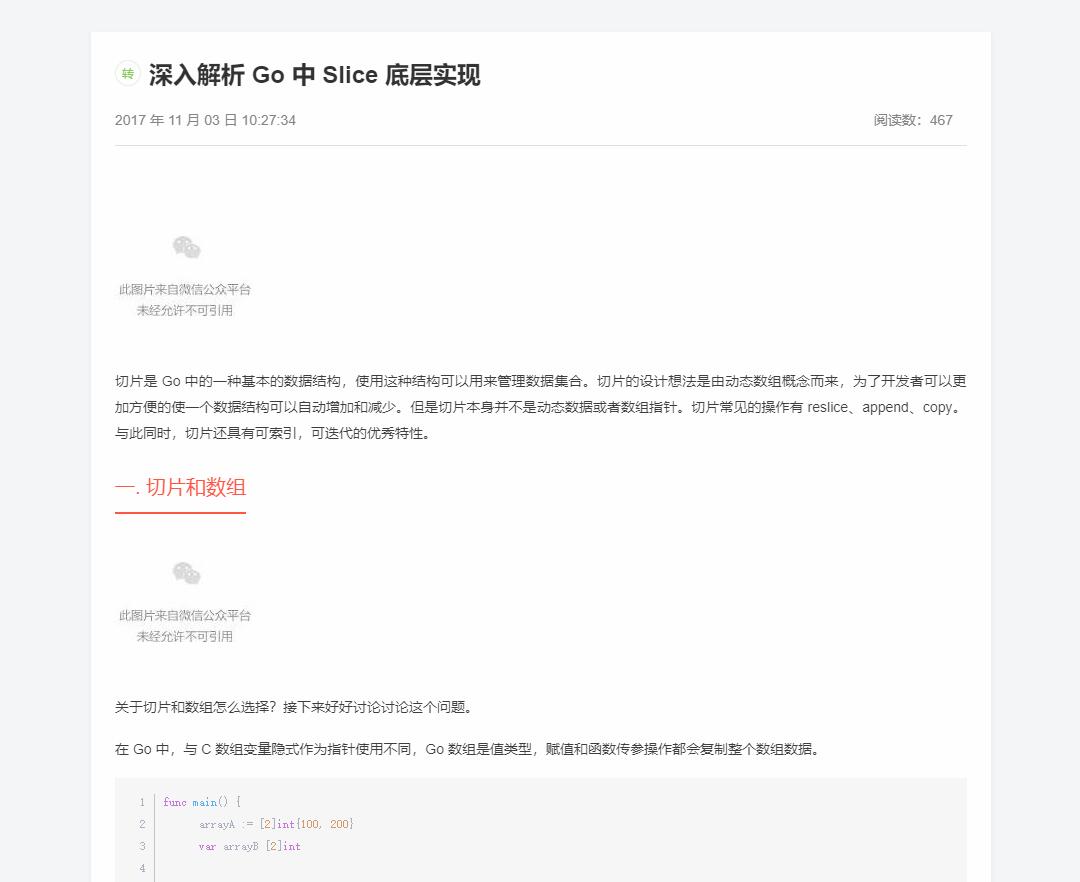 转 深入解析 Go 中 Slice 底层实现
2017 年 11 月 03 日 10:27:34 阅读数：467
此图片来自微信公众平台
未经允许不可引用
切片是 Go 中的一种基本的数据结构，使用这种结构可以用来管理数据集合。切片的设计想法是由动态数组概念而来，为了开发者可以更
加方便的使一个数据结构可以自动增加和减少。但是切片本身并不是动态数据或者数组指针。切片常见的操作有 reslice、append、copy。
与此同时，切片还具有可索引，可迭代的优秀特性。
一. 切片和数组
此图片来自微信公众平台
未经允许不可引用
关于切片和数组怎么选择？接下来好好讨论讨论这个问题。
在 Go 中，与 C 数组变量隐式作为指针使用不同，Go 数组是值类型，赋值和函数传参操作都会复制整个数组数据。
1 func main() {
2 arrayA := [2]int{100, 200}
3 var arrayB [2]int
4